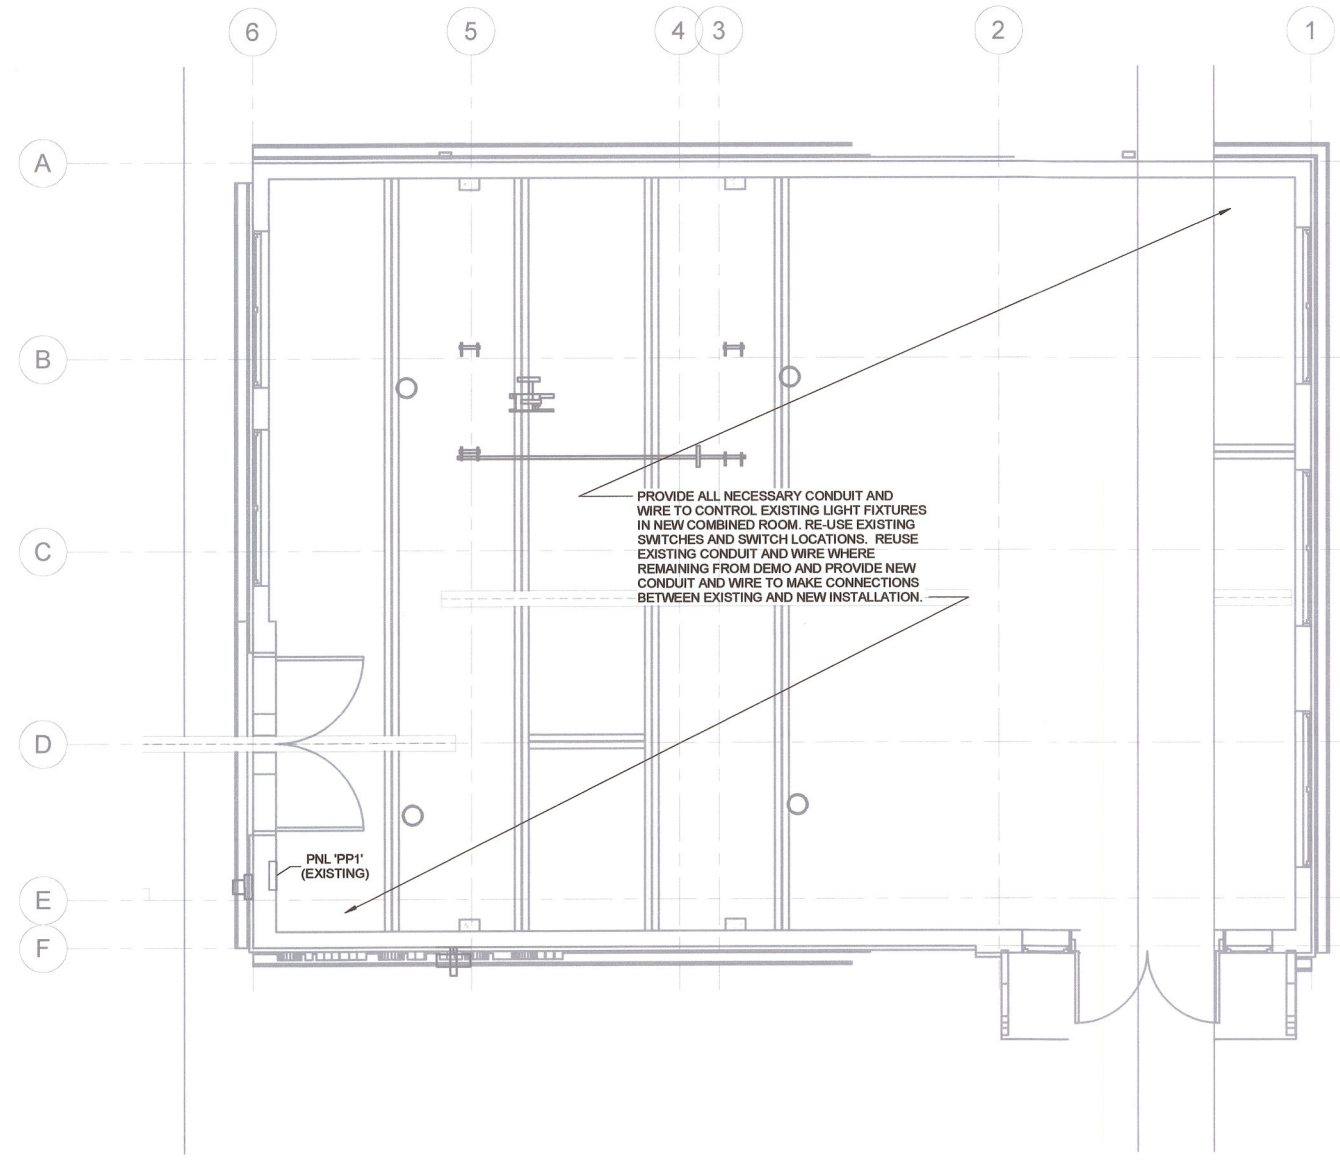 6
5
4
3
2
1
A
B
C
D
E
F
PROVIDE ALL NECESSARY CONDUIT AND
WIRE TO CONTROL EXISTING LIGHT FIXTURES
IN NEW COMBINED ROOM. RE-USE EXISTING
SWITCHES AND SWITCH LOCATIONS. REUSE
EXISTING CONDUIT AND WIRE WHERE
REMAINING FROM DEMO AND PROVIDE NEW
CONDUIT AND WIRE TO MAKE CONNECTIONS
BETWEEN EXISTING AND NEW INSTALLATION.
PNL 'PP1'
(EXISTING)